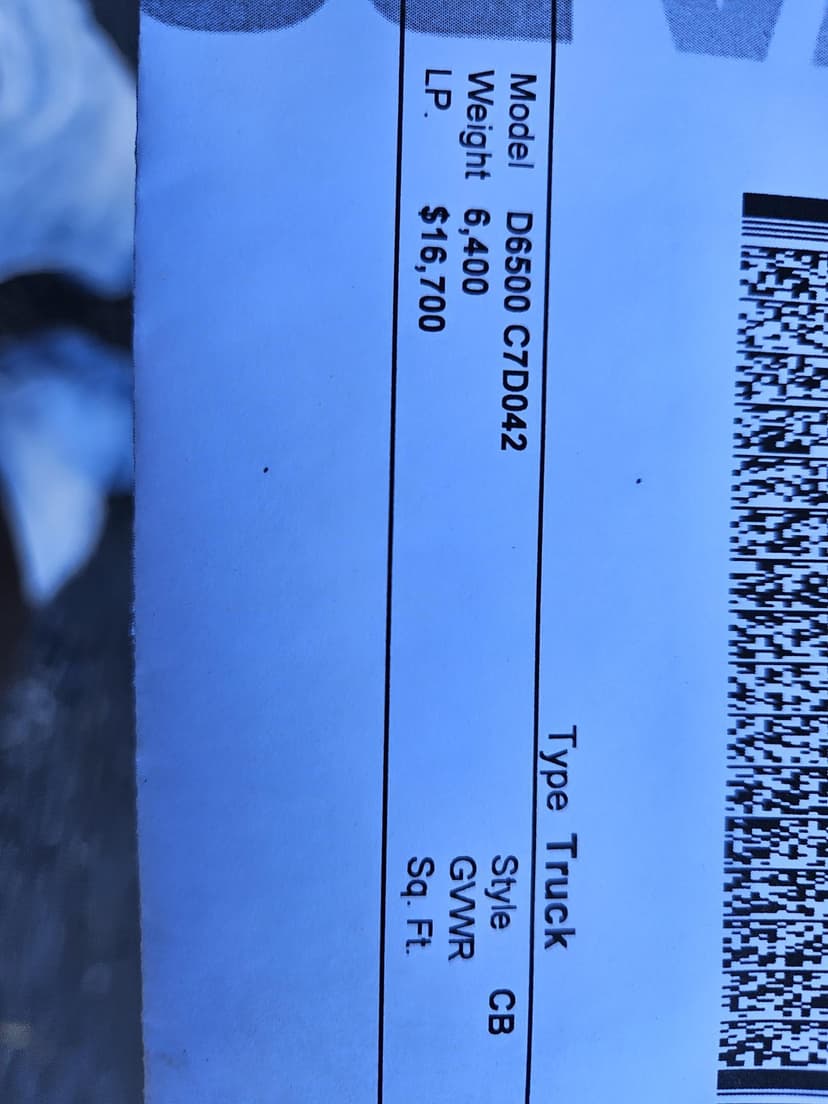 Type Truck
Model D6500 C7D042 Style CB
Weight 6,400 GVWR
LP. $16,700 Sq. Ft.